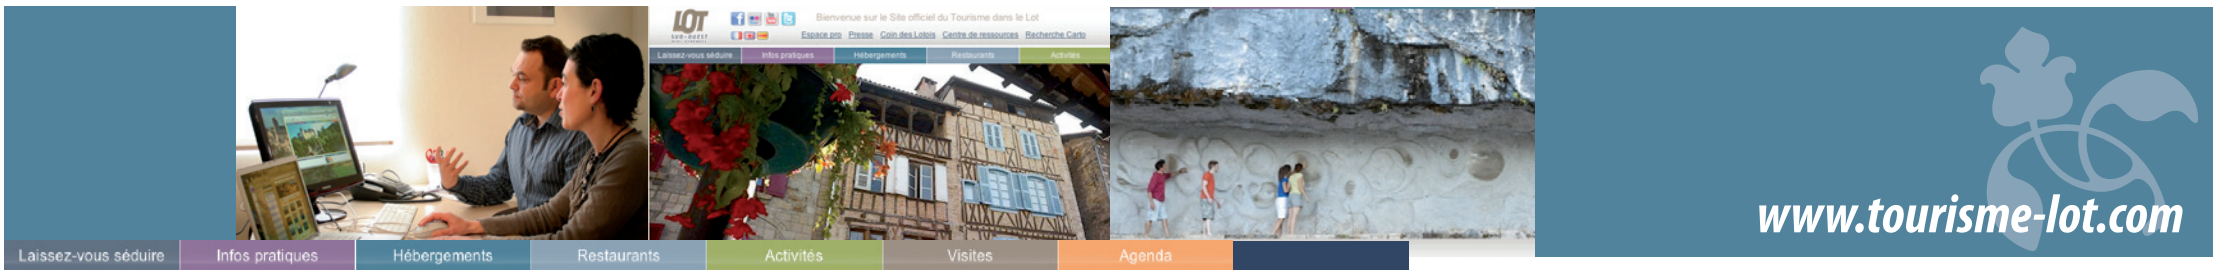 LOT
SUD-OUEST
Bienvenue sur le Site officiel du Tourisme dans le Lot
Espace pro Presse Coin des Lotois Centre de ressources Recherche Carto
Laissez-vous séduire Infos pratiques Hébergements Restaurants Activités
www.tourisme-lot.com
Laissez-vous séduire Infos pratiques Hébergements Restaurants Activités Visites Agenda